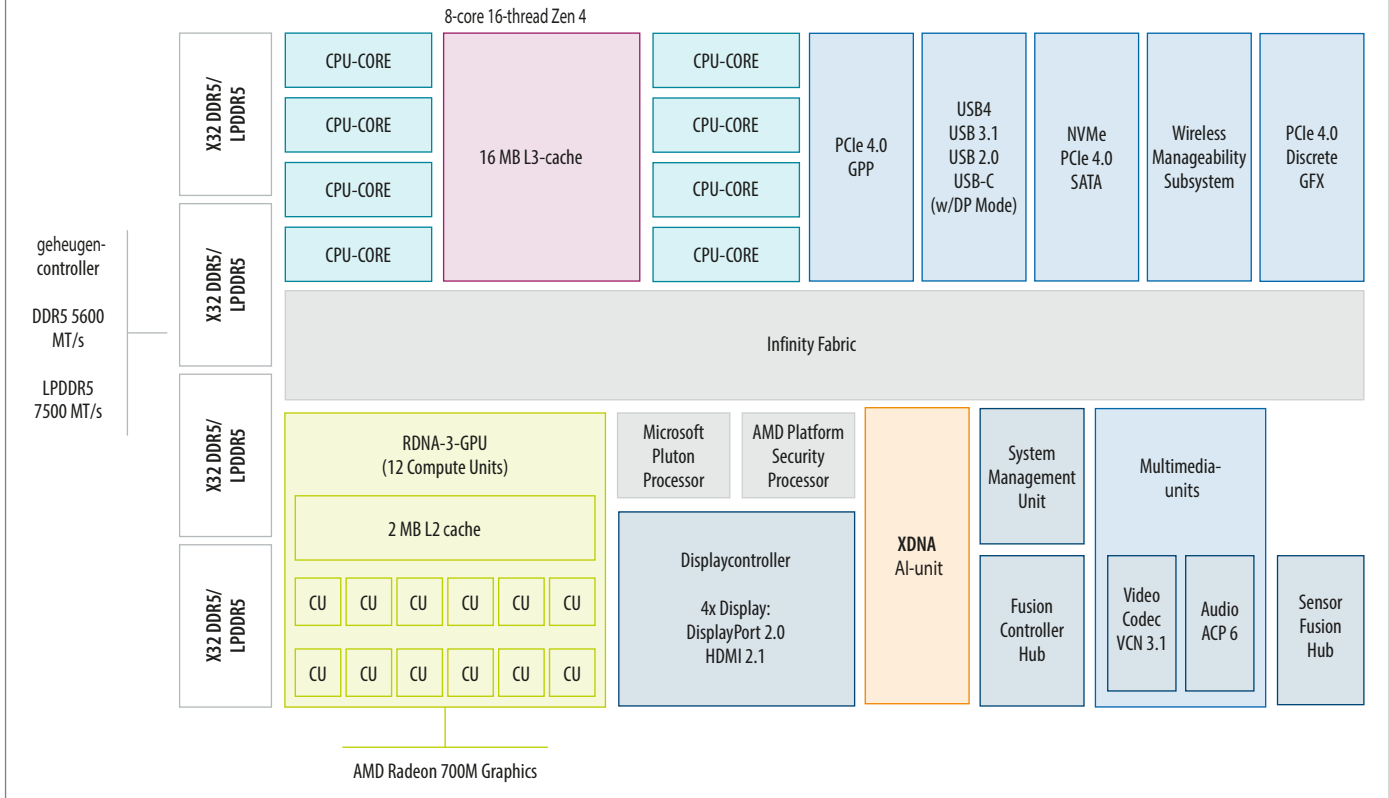 8-core 16-thread Zen 4
X32 DDR5/
LPDDR5
X32 DDR5/
LPDDR5
X32 DDR5/
LPDDR5
X32 DDR5/
LPDDR5
geheugen-
controller
DDR5 5600
MT/s
LPDDR5
7500 MT/s
CPU-CORE
CPU-CORE
CPU-CORE
CPU-CORE
16 MB L3-cache
CPU-CORE
CPU-CORE
CPU-CORE
CPU-CORE
PCIe 4.0
GPP
USB4
USB 3.1
USB 2.0
USB-C
(w/DP Mode)
NVMe
PCIe 4.0
SATA
Wireless
Manageability
Subsystem
PCIe 4.0
Discrete
GFX
Infinity Fabric
RDNA-3-GPU
(12 Compute Units)
2 MB L2 cache
CU CU CU CU CU CU
CU CU CU CU CU CU
AMD Radeon 700M Graphics
Microsoft
Pluton
Processor
AMD Platform
Security
Processor
Displaycontroller
4x Display:
DisplayPort 2.0
HDMI 2.1
XDNA
AI-unit
System
Management
Unit
Fusion
Controller
Hub
Multimedia-
units
Video
Codec
VCN 3.1
Audio
ACP 6
Sensor
Fusion
Hub